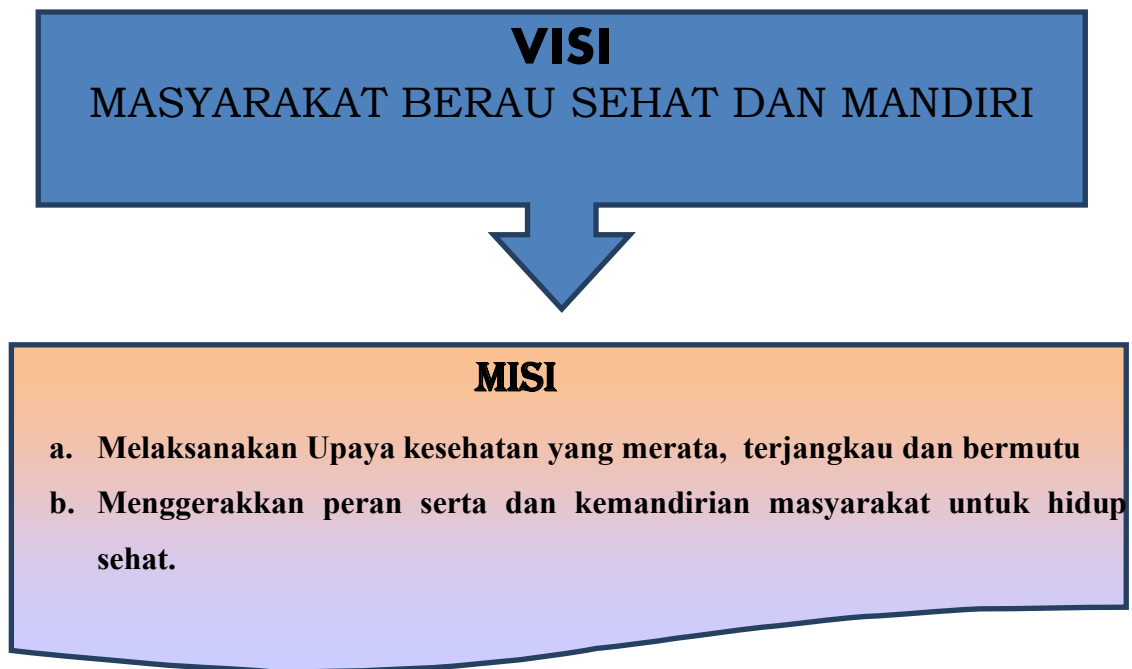 VISI
MASYARAKAT BERAU SEHAT DAN MANDIRI
MISI
a. Melaksanakan Upaya kesehatan yang merata, terjangkau dan bermutu
b. Menggerakkan peran serta dan kemandirian masyarakat untuk hidup
sehat.